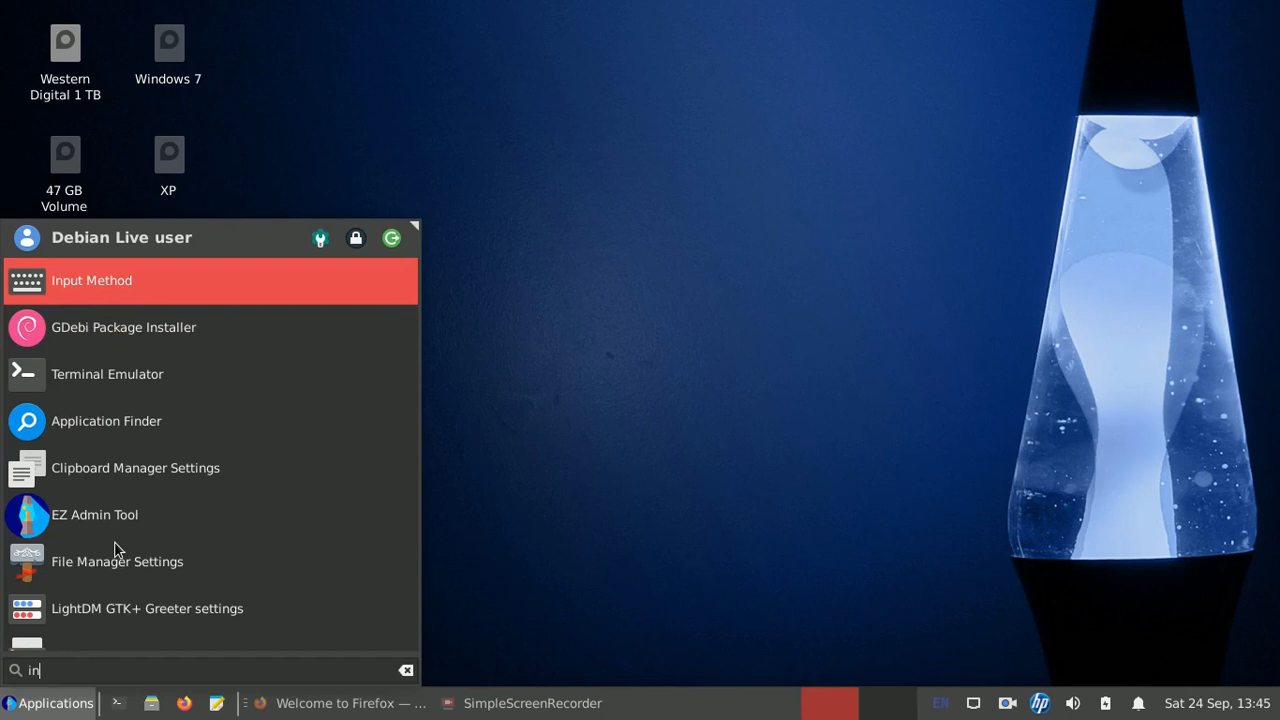 Western
Digital 1 TB
Windows 7
47 GB
Volume
XP
Debian Live user
Input Method
GDebi Package Installer
Terminal Emulator
Application Finder
Clipboard Manager Settings
EZ Admin Tool
File Manager Settings
LightDM GTK+ Greeter settings
in
Applications
Welcome to Firefox — ...
SimpleScreenRecorder
EN
hp
Sat 24 Sep, 13:45